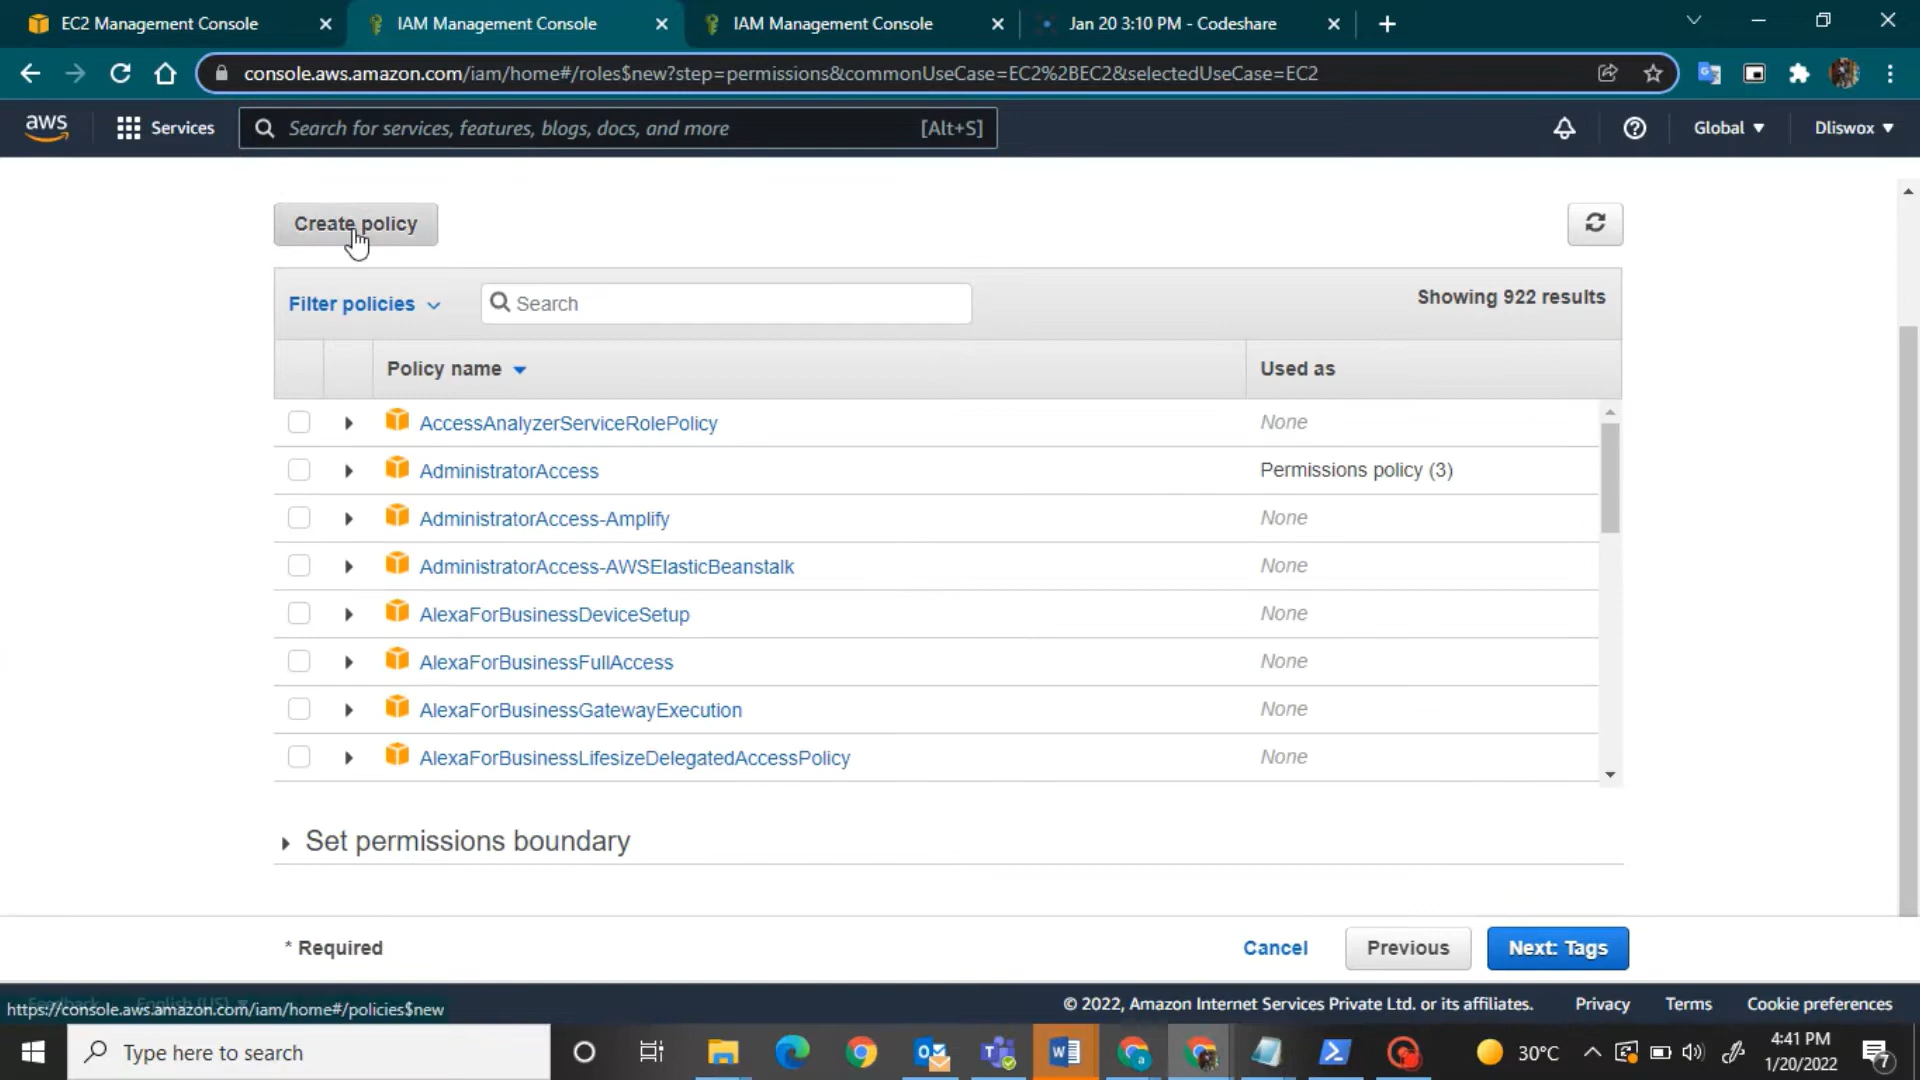 EC2 Management Console
IAM Management Console
IAM Management Console
Jan 20 3:10 PM - Codeshare
console.aws.amazon.com/iam/home#/roles$new?step=permissions&commonUseCase=EC2%2BEC2&selectedUseCase=EC2
aws
Services
Search for services, features, blogs, docs, and more
[Alt+S]
Global
Dliswox
Create policy
Filter policies
Search
Showing 922 results
Policy name
Used as
AccessAnalyzerServiceRolePolicy
None
AdministratorAccess
Permissions policy (3)
AdministratorAccess-Amplify
None
AdministratorAccess-AWSElasticBeanstalk
None
AlexaForBusinessDeviceSetup
None
AlexaForBusinessFullAccess
None
AlexaForBusinessGatewayExecution
None
AlexaForBusinessLifesizeDelegatedAccessPolicy
None
Set permissions boundary
* Required
Cancel
Previous
Next: Tags
Feedback
English (US)
https://console.aws.amazon.com/iam/home#/policies$new
© 2022, Amazon Internet Services Private Ltd. or its affiliates.
Privacy
Terms
Cookie preferences
Type here to search
30°C
4:41 PM
1/20/2022
7